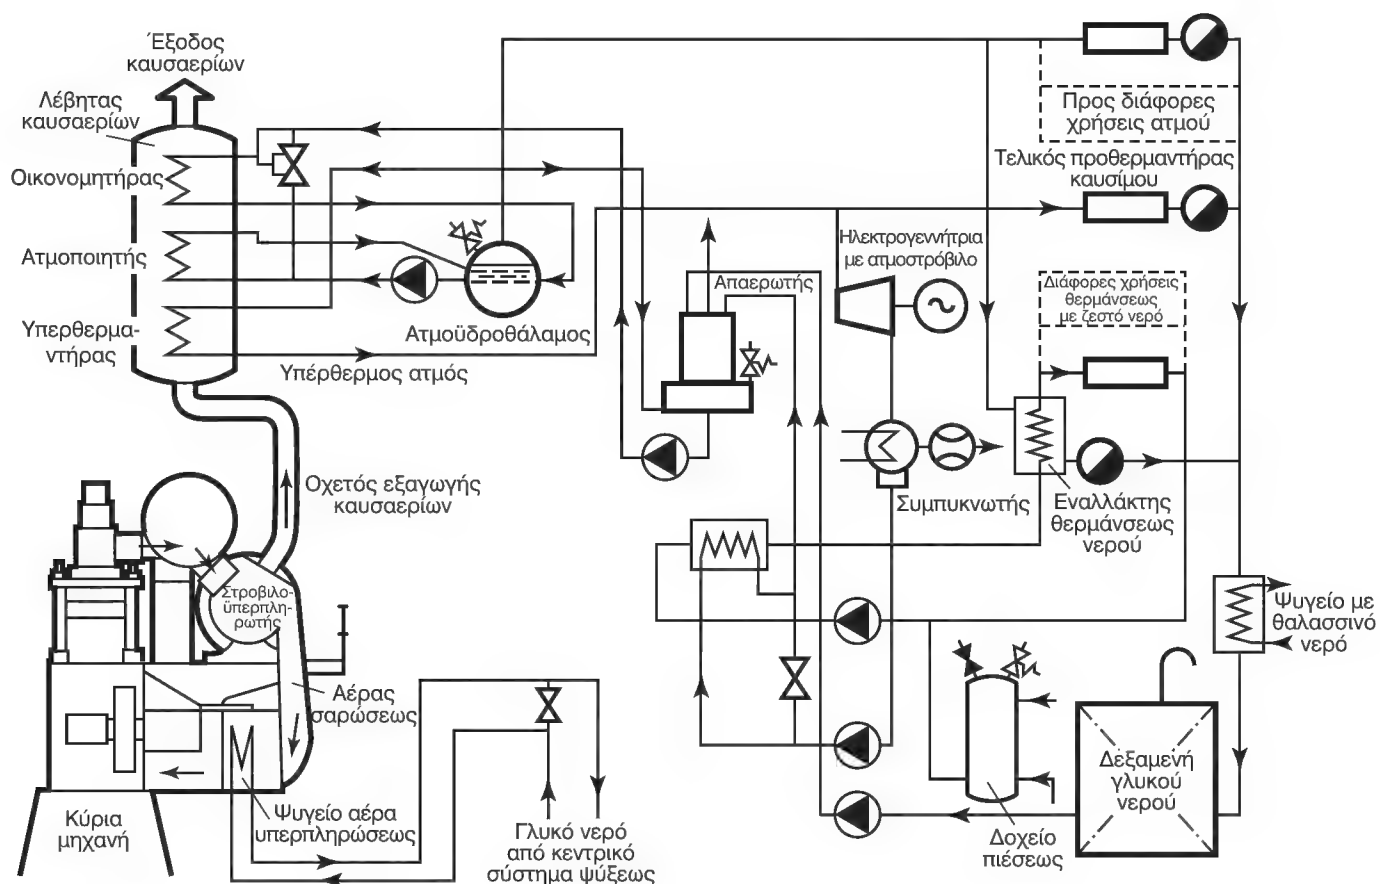 Έξοδος
καυσαερίων
Λέβητας
καυσαερίων
Οικονομητήρας
Ατμοποιητής
Υπερθερμα-
ντήρας
Υπέρθερμος ατμός
Ατμοϋδροθάλαμος
Απαερωτής
Προς διάφορες
χρήσεις ατμού
Τελικός προθερμαντήρας
καυσίμου
Ηλεκτρογεννήτρια
με ατμοστρόβιλο
Διάφορες χρήσεις
θερμάνσεως
με ζεστό νερό
Οχετός εξαγωγής
καυσαερίων
Συμπυκνωτής
Εναλλάκτης
θερμάνσεως
νερού
Στροβιλο-
ϋπερπλη-
ρωτής
Ψυγείο με
θαλασσινό
νερό
Αέρας
σαρώσεως
Δεξαμενή
γλυκού
νερού
Κύρια
μηχανή
Ψυγείο αέρα
υπερπληρώσεως
Γλυκό νερό
από κεντρικό
σύστημα ψύξεως
Δοχείο
πιέσεως